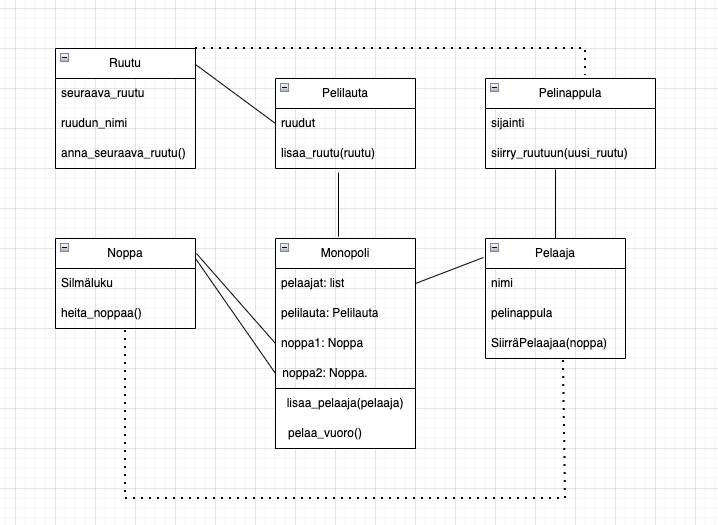 Ruutu
seuraava_ruutu
ruudun_nimi
anna_seuraava_ruutu()
Pelilauta
ruudut
lisaa_ruutu(ruutu)
Pelinappula
sijainti
siirry_ruutuun(uusi_ruutu)
Noppa
Silmäluku
heita_noppaa()
Monopoli
pelaajat: list
pelilauta: Pelilauta
noppa1: Noppa
noppa2: Noppa.
lisaa_pelaaja(pelaaja)
pelaa_vuoro()
Pelaaja
nimi
pelinappula
SiirräPelaajaa(noppa)